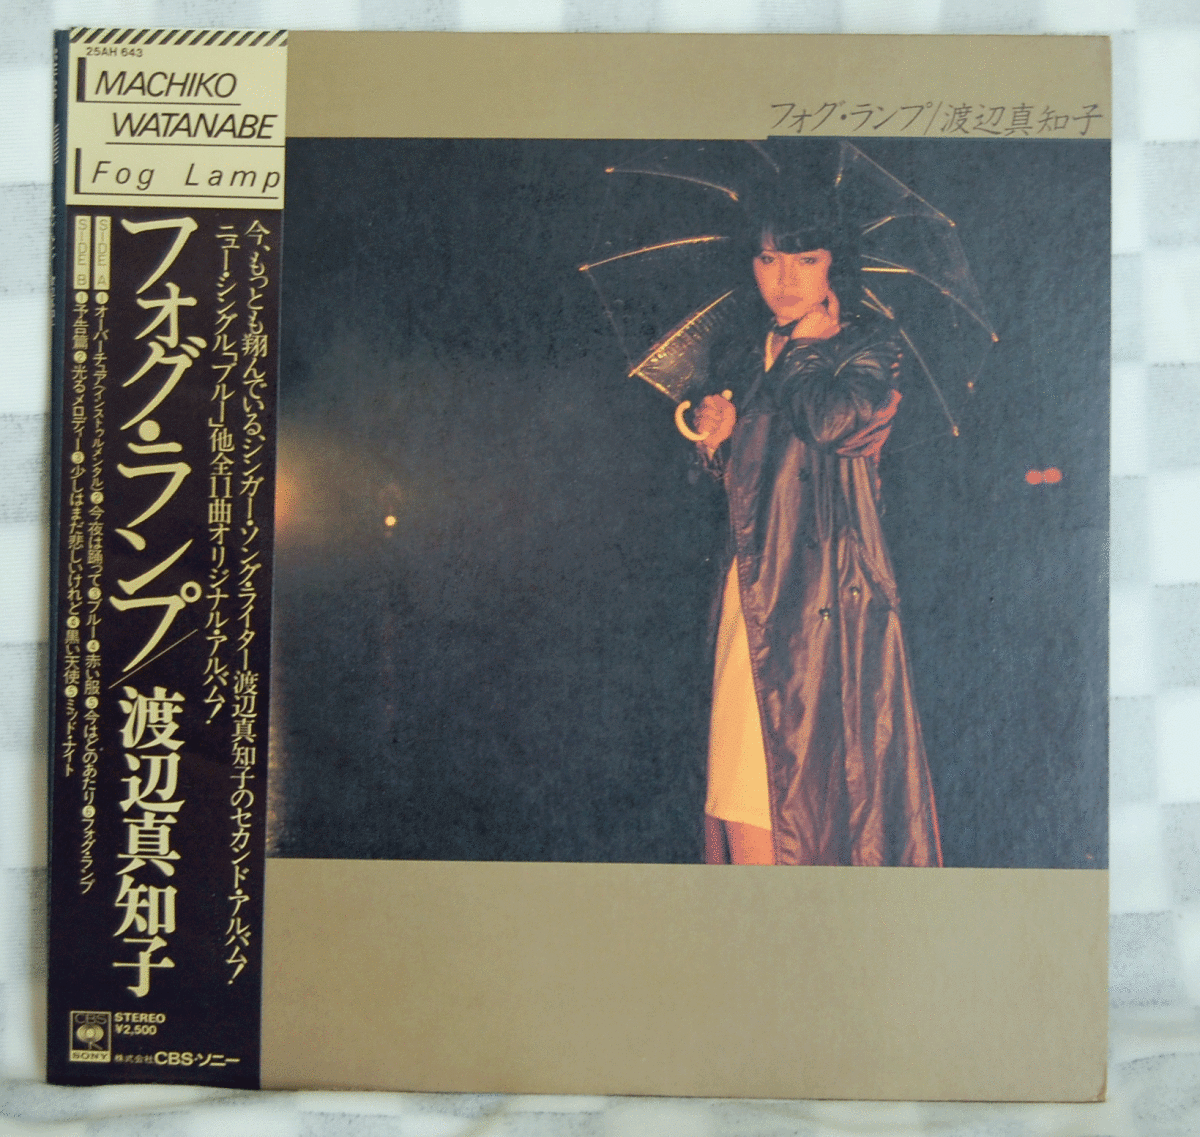 25AH 643
MACHIKO
WATANABE
Fog Lamp
フォグ・ランプ/渡辺真知子
今、もっとも翔んでいる、シンガー・ソング・ライター渡辺真知子のセカンド・アルバム!
ニュー・シングル「ブルー」他全11曲オリジナル・アルバム!
フォグ・ランプ/渡辺真知子
SIDE A ①オーバーチュア(インストゥルメンタル)②今夜は踊って③ブルー④赤い服⑤今はどのあたり⑥フォグ・ランプ
SIDE B ①予告篇②光るメロディー③少しはまだ悲しいけれど④黒い天使⑤ミッドナイト
CBS
SONY
STEREO
¥2,500
株式会社CBS・ソニー